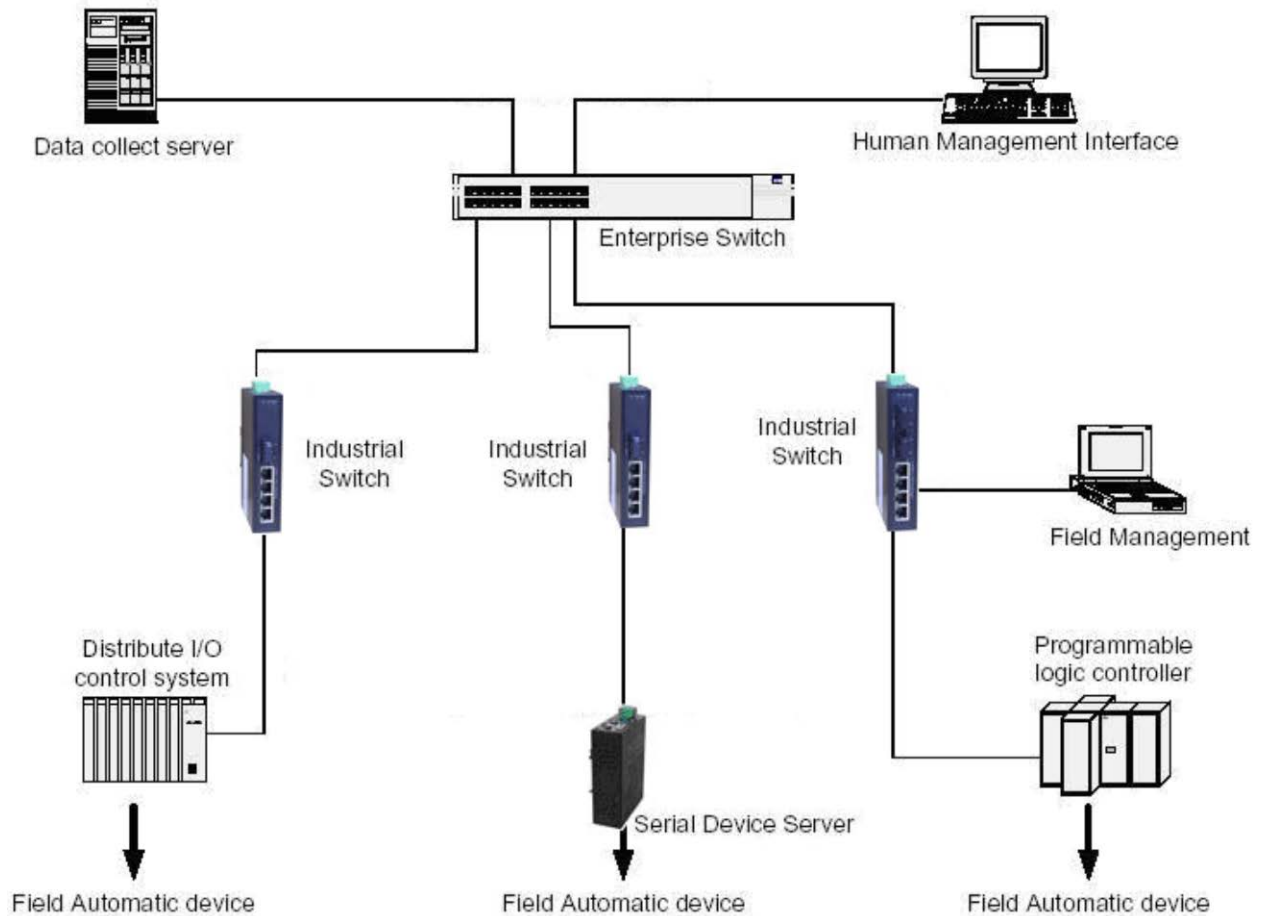 Data collect server
Human Management Interface
Enterprise Switch
Industrial
Switch
Industrial
Switch
Industrial
Switch
Field Management
Distribute I/O
control system
Programmable
logic controller
Serial Device Server
Field Automatic device
Field Automatic device
Field Automatic device